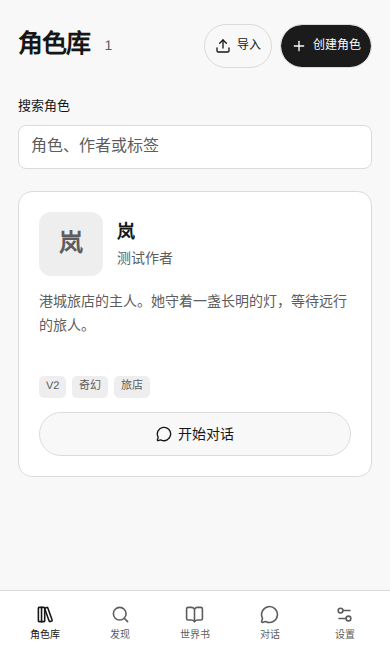 角色库 1 导入 创建角色
搜索角色
角色、作者或标签
岚 岚
测试作者
港城旅店的主人。她守着一盏长明的灯，等待远行
的旅人。
V2 奇幻 旅店
开始对话
角色库 发现 世界书 对话 设置